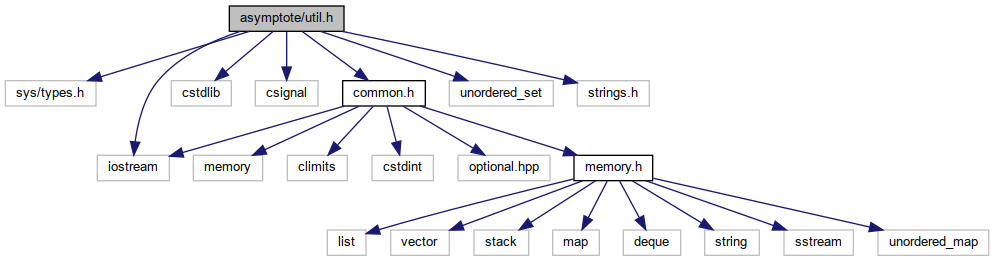 asymptote/util.h
sys/types.h
cstdlib
csignal
common.h
unordered_set
strings.h
iostream
memory
climits
cstdint
optional.hpp
memory.h
list
vector
stack
map
deque
string
sstream
unordered_map